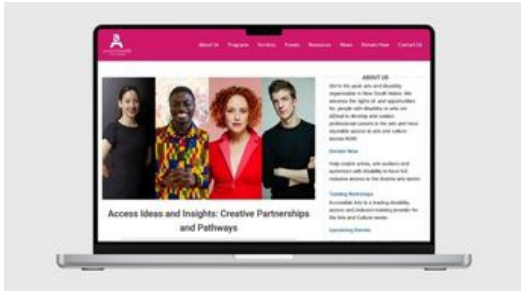 About Us Programs Services Forum Resources News Donate Now Contact Us
ABOUT US
We're the peak arts and disability
organisation in New South Wales. We
advance the rights of, and opportunities
for, people with disability or who are
d/Deaf to develop and sustain
professional careers in the arts and have
equitable access to arts and culture
across NSW.
Donate Now
Help enable artists, arts workers and
audiences with disability to have full,
inclusive access to the diverse arts sector.
Training Workshops
Accessible Arts is a leading disability,
access and inclusion training provider for
the Arts and Culture sector.
Upcoming Events
Access Ideas and Insights: Creative Partnerships
and Pathways